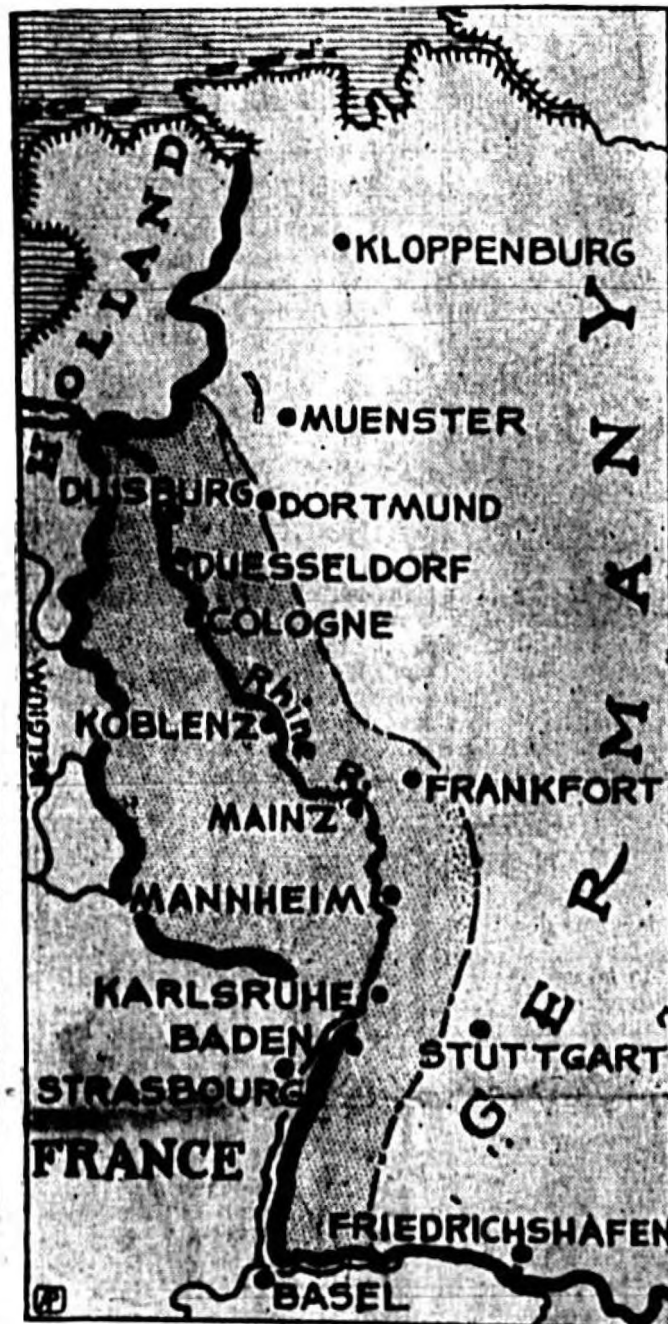 HOLLAND
KLOPPENBURG
GERMANY
MUENSTER
DUISBURG
DORTMUND
DUESSELDORF
COLOGNE
Rhine R.
KOBLENZ
BELGIUM
FRANKFORT
MAINZ
MANNHEIM
KARLSRUHE
BADEN
STUTTGART
STRASBOURG
FRANCE
FRIEDRICHSHAFEN
BASEL
AP